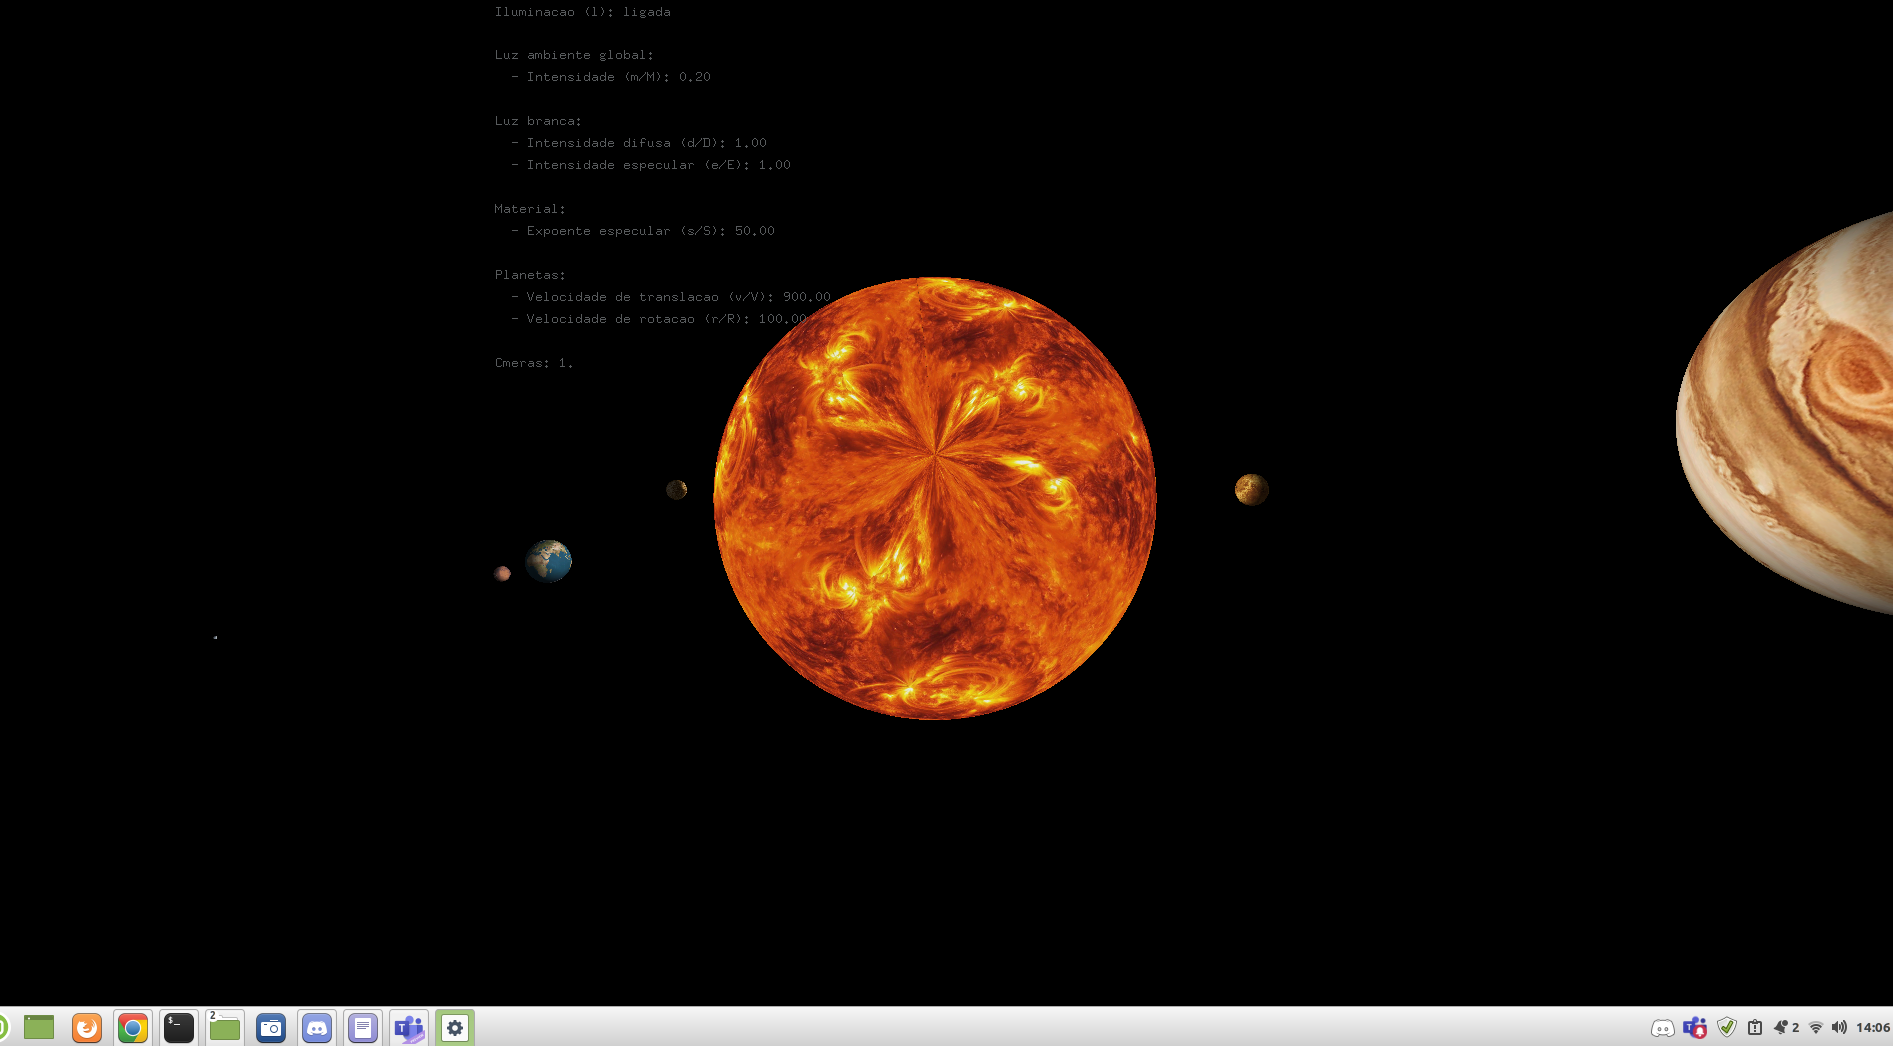 Iluminacao (l): ligada
Luz ambiente global:
- Intensidade (m/M): 0.20
Luz branca:
- Intensidade difusa (d/D): 1.00
- Intensidade especular (e/E): 1.00
Material:
- Expoente especular (s/S): 50.00
Planetas:
- Velocidade de translacao (v/V): 900.00
- Velocidade de rotacao (r/R): 100.00
Cmeras: 1.
$_
2
T
T
2
14:06